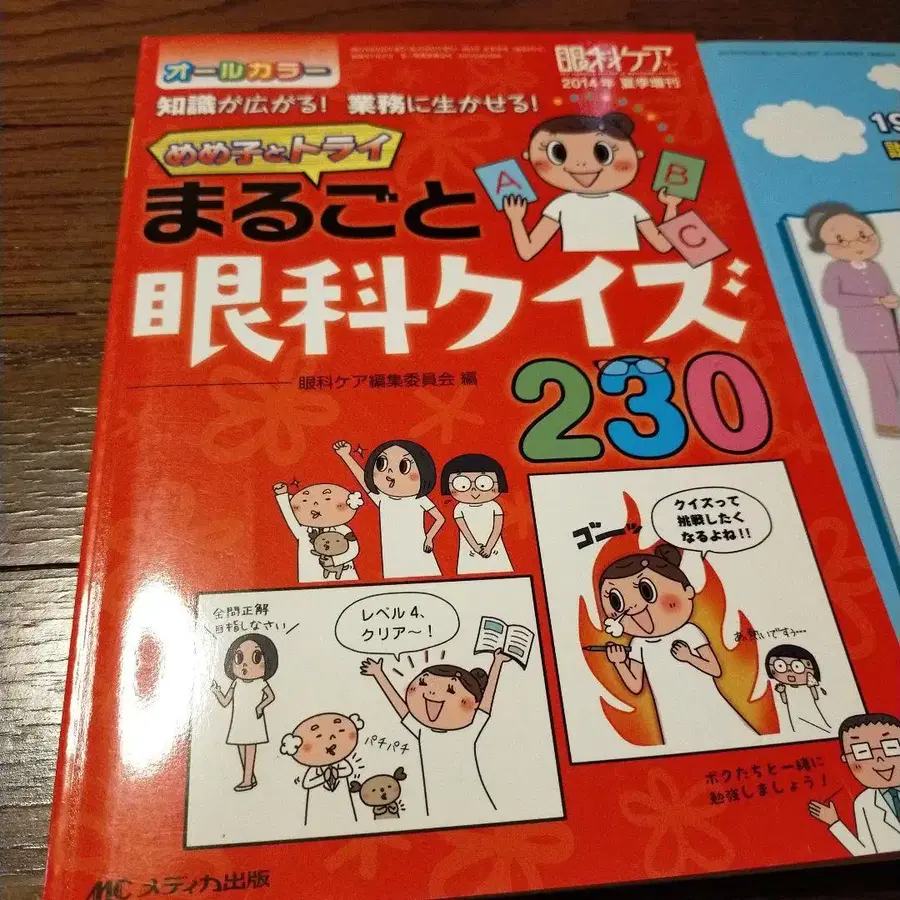 オールカラー
眼科ケア
2014年 夏季増刊
知識が広がる! 業務に生かせる!
めめ子とトライ
まるごと
A
B
C
眼科クイズ
眼科ケア編集委員会 編
230
ゴーッ
クイズって
挑戦したく
なるよね!!
全問正解
目指しなさい
レベル4、
クリア〜!
パチパチ
あ、熱いですぅ…
ボクたちと一緒に
勉強しましょう!
MC メディカ出版
19